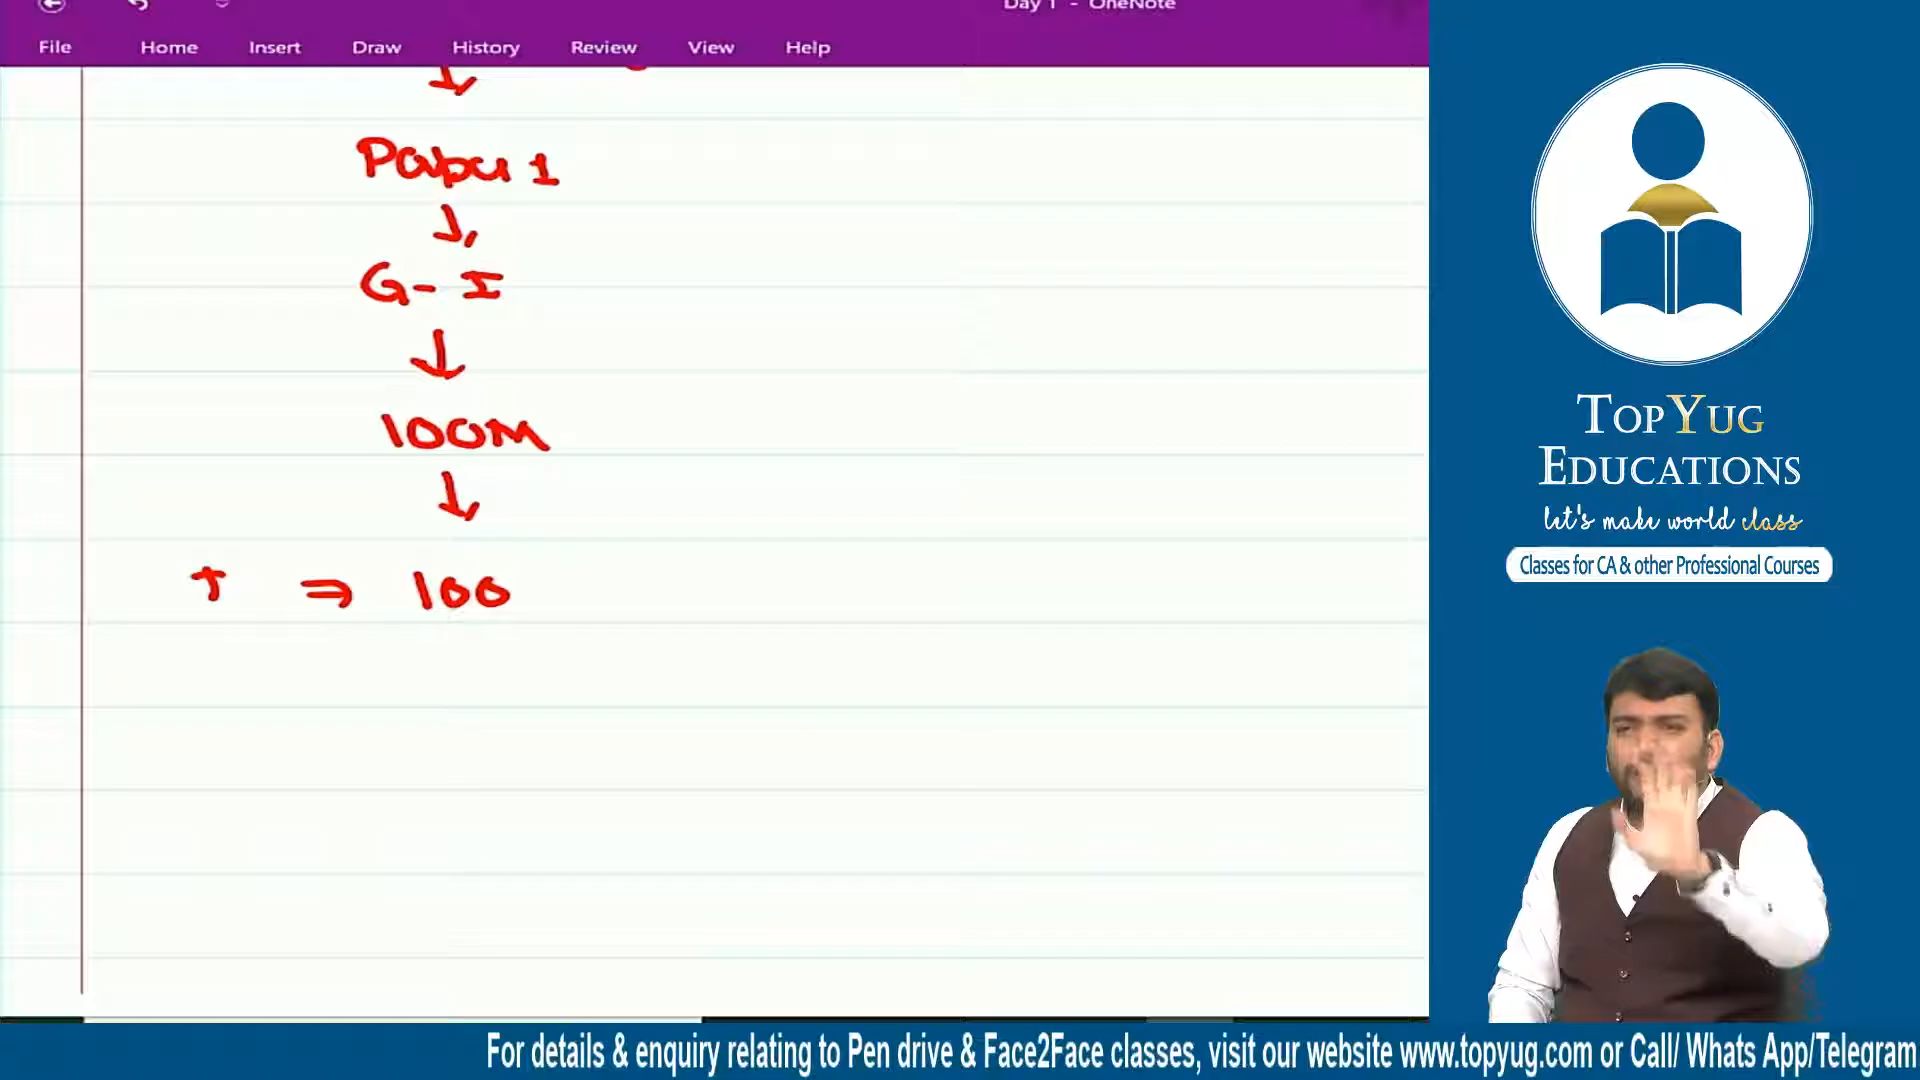 Day 1 - OneNote
File Home Insert Draw History Review View Help
Paper 1
G - I
100M
T ⇒ 100
TOPYUG
EDUCATIONS
let's make world class
Classes for CA & other Professional Courses
For details & enquiry relating to Pen drive & Face2Face classes, visit our website www.topyug.com or Call/ Whats App/Telegram